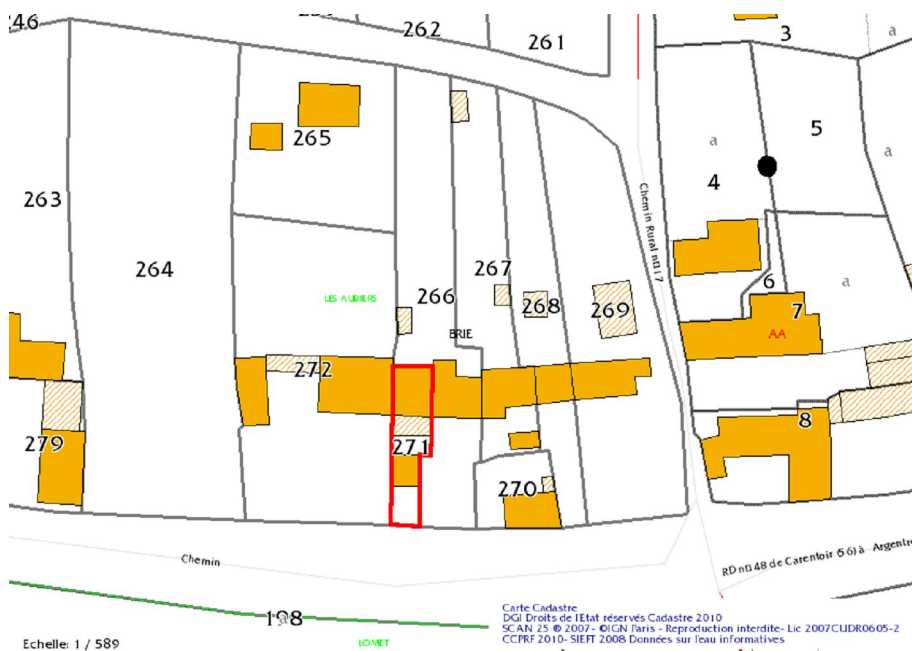 246
262
261
3
a
5
265
a
a
4
263
Chemin Rural n□17
264
267
266
268
LES AUBIERS
269
6
a
7
BRIE
AA
272
279
271
8
270
Chemin
RD n□148 de Carentoir (56) à Argentre
198
a
Carte Cadastre
DGI Droits de l'Etat réservés Cadastre 2010
SCAN 25 ® 2007- ©IGN Paris - Reproduction interdite- Lic 2007CUDR0605-2
CCPRF 2010- SIEFT 2008 Données sur l'eau informatives
Echelle: 1 / 589
LOMET